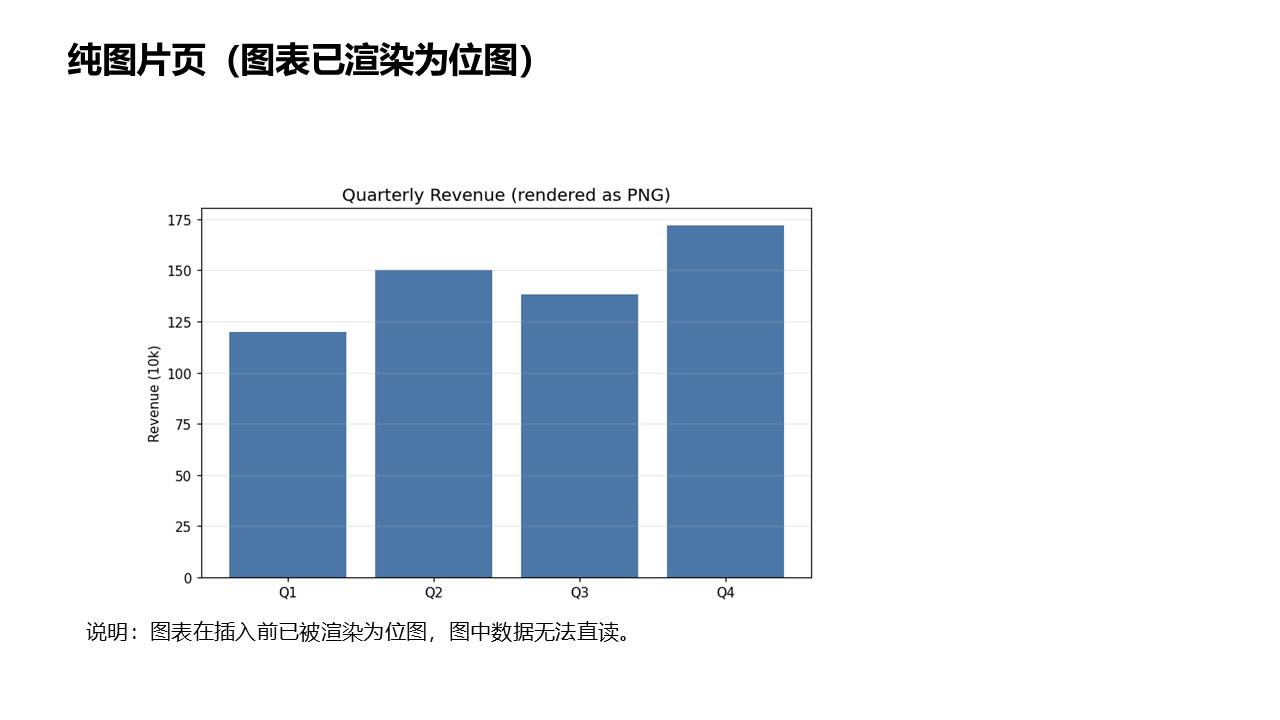 纯图片页（图表已渲染为位图）
Quarterly Revenue (rendered as PNG)
Revenue (10k)
175
150
125
100
75
50
25
0
Q1 Q2 Q3 Q4
说明：图表在插入前已被渲染为位图，图中数据无法直读。